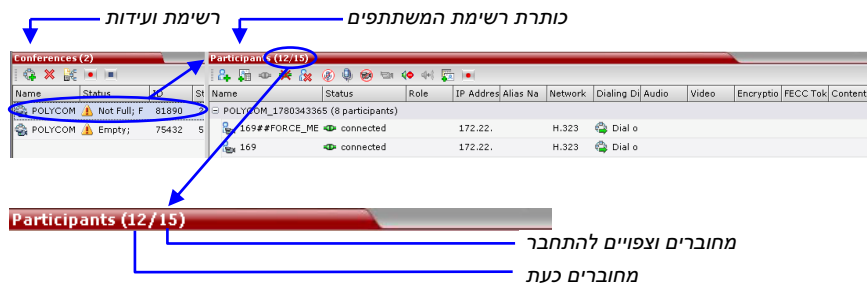 רשימת ועידות
כותרת רשימת המשתתפים
Conferences (2)
Participants (12/15)
Name Status ID St
Name Status Role IP Addres Alias Na Network Dialing Di Audio Video Encryptio FECC Tok Content
POLYCOM Not Full; F 81890 2
POLYCOM_1780343365 (8 participants)
POLYCOM Empty; 75432 5
169##FORCE_ME connected 172.22. H.323 Dial o
169 connected 172.22. H.323 Dial o
Participants (12/15)
מחוברים וצפויים להתחבר
מחוברים כעת